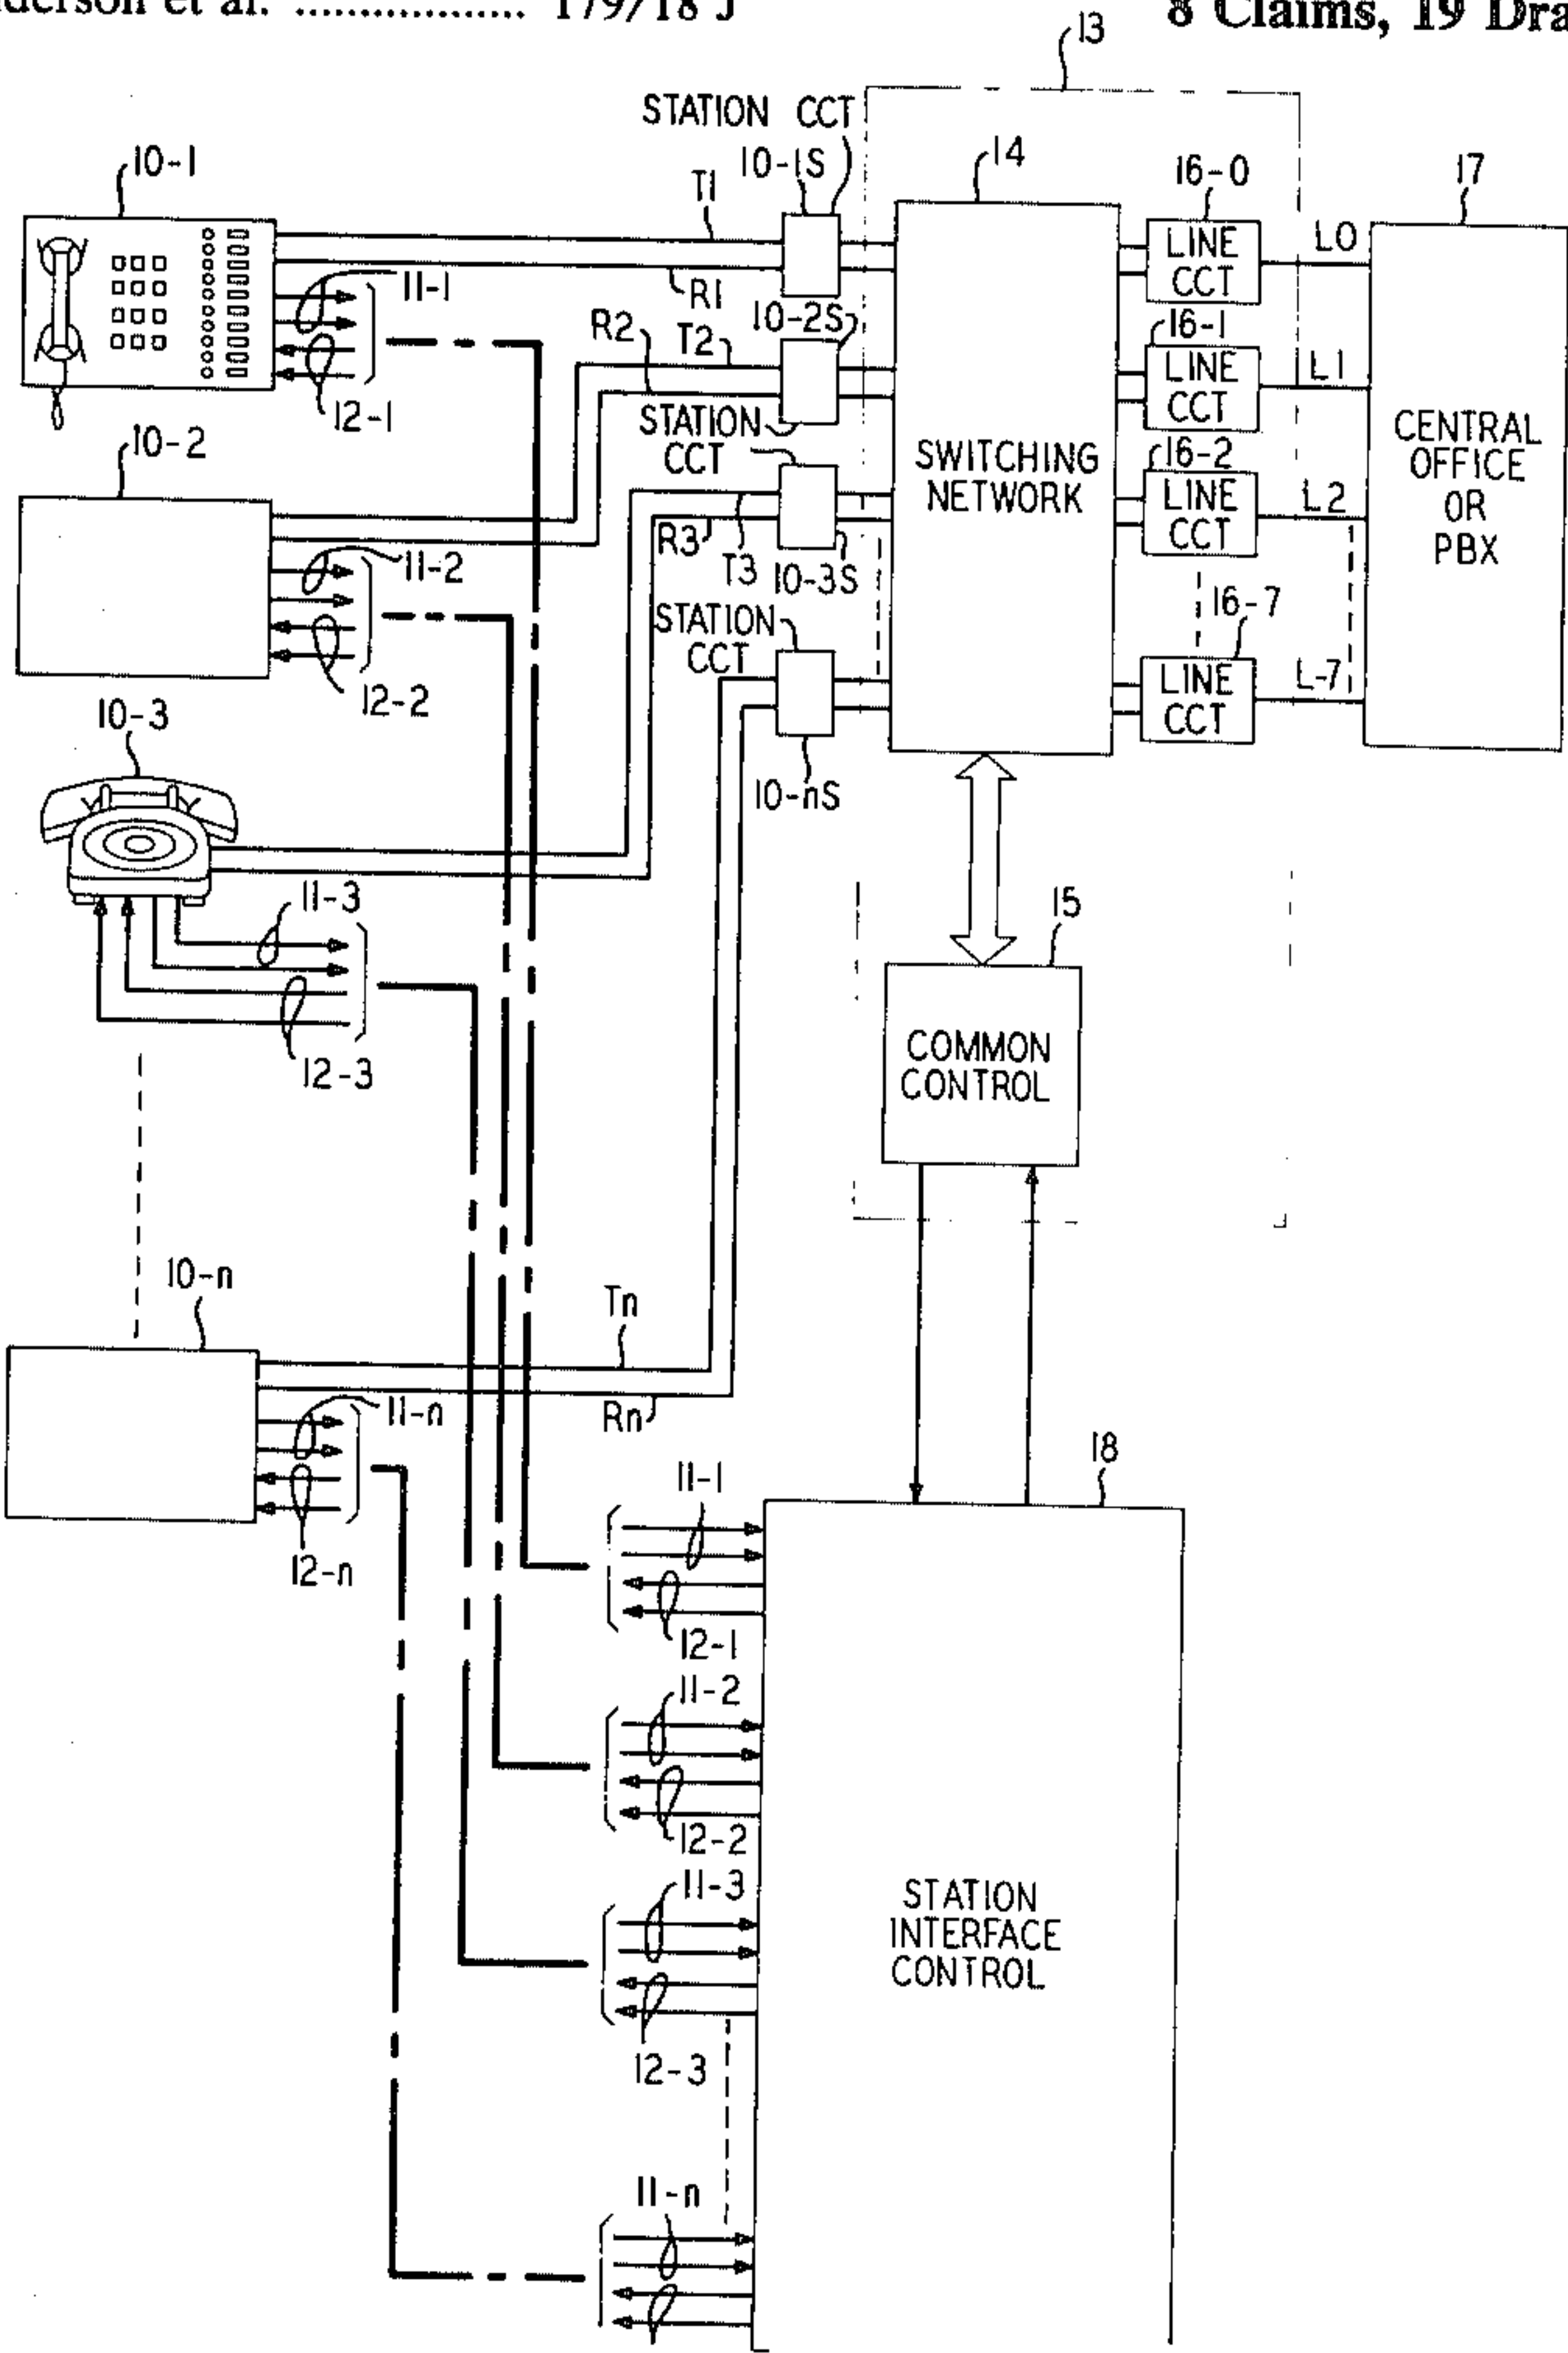 et al. .................. 179/18 J
8 Claims, 19
13
STATION CCT
10-1
10-1S
14
16-0
17
T1
LINE
CCT
L0
11-1
R1
10-2S
R2
T2
16-1
LINE
CCT
L1
12-1
STATION
CCT
10-2
SWITCHING
NETWORK
16-2
CENTRAL
OFFICE
OR
PBX
LINE
CCT
L2
R3
T3
10-3S
11-2
STATION
CCT
16-7
12-2
LINE
CCT
L-7
10-3
10-nS
11-3
15
12-3
COMMON
CONTROL
10-n
Tn
11-n
Rn
18
11-1
12-n
12-1
11-2
12-2
11-3
STATION
INTERFACE
CONTROL
12-3
11-n